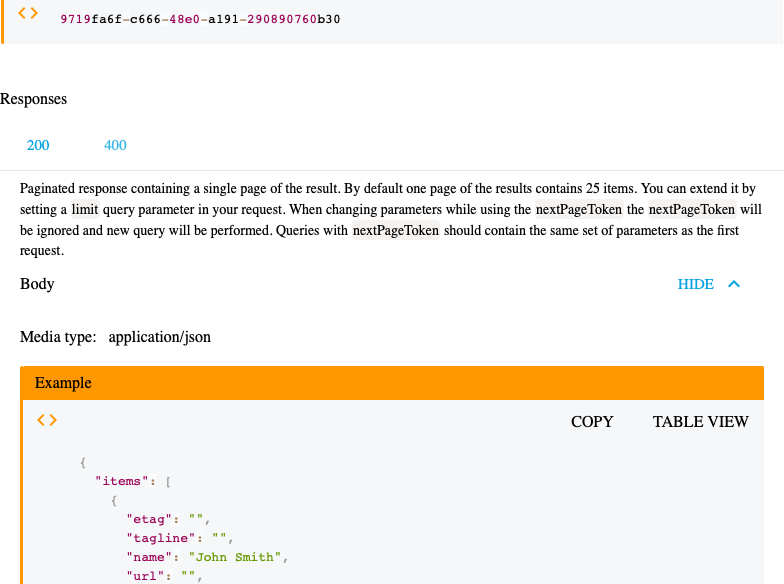 <> 9719fa6f-c666-48e0-a191-290890760b30
Responses
200 400
Paginated response containing a single page of the result. By default one page of the results contains 25 items. You can extend it by
setting a limit query parameter in your request. When changing parameters while using the nextPageToken the nextPageToken will
be ignored and new query will be performed. Queries with nextPageToken should contain the same set of parameters as the first
request.
Body HIDE
Media type: application/json
Example
<> COPY TABLE VIEW
{
"items": [
{
"etag": "",
"tagline": "",
"name": "John Smith",
"url": "",